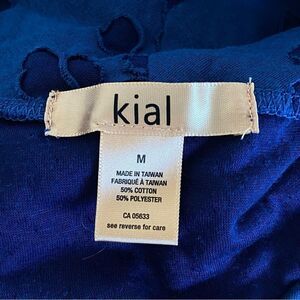 kial
M
MADE IN TAIWAN
FABRIQUÉ À TAIWAN
50% COTTON
50% POLYESTER
CA 05633
see reverse for care